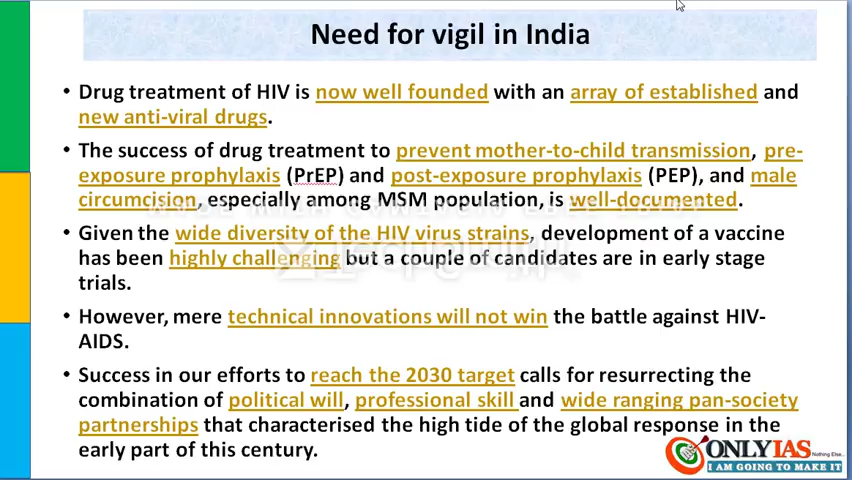 Need for vigil in India
• Drug treatment of HIV is now well founded with an array of established and
new anti-viral drugs.
• The success of drug treatment to prevent mother-to-child transmission, pre-
exposure prophylaxis (PrEP) and post-exposure prophylaxis (PEP), and male
circumcision, especially among MSM population, is well-documented.
• Given the wide diversity of the HIV virus strains, development of a vaccine
has been highly challenging but a couple of candidates are in early stage
trials.
• However, mere technical innovations will not win the battle against HIV-
AIDS.
• Success in our efforts to reach the 2030 target calls for resurrecting the
combination of political will, professional skill and wide ranging pan-society
partnerships that characterised the high tide of the global response in the
early part of this century.
ONLYIAS
Nothing Else..
I AM GOING TO MAKE IT